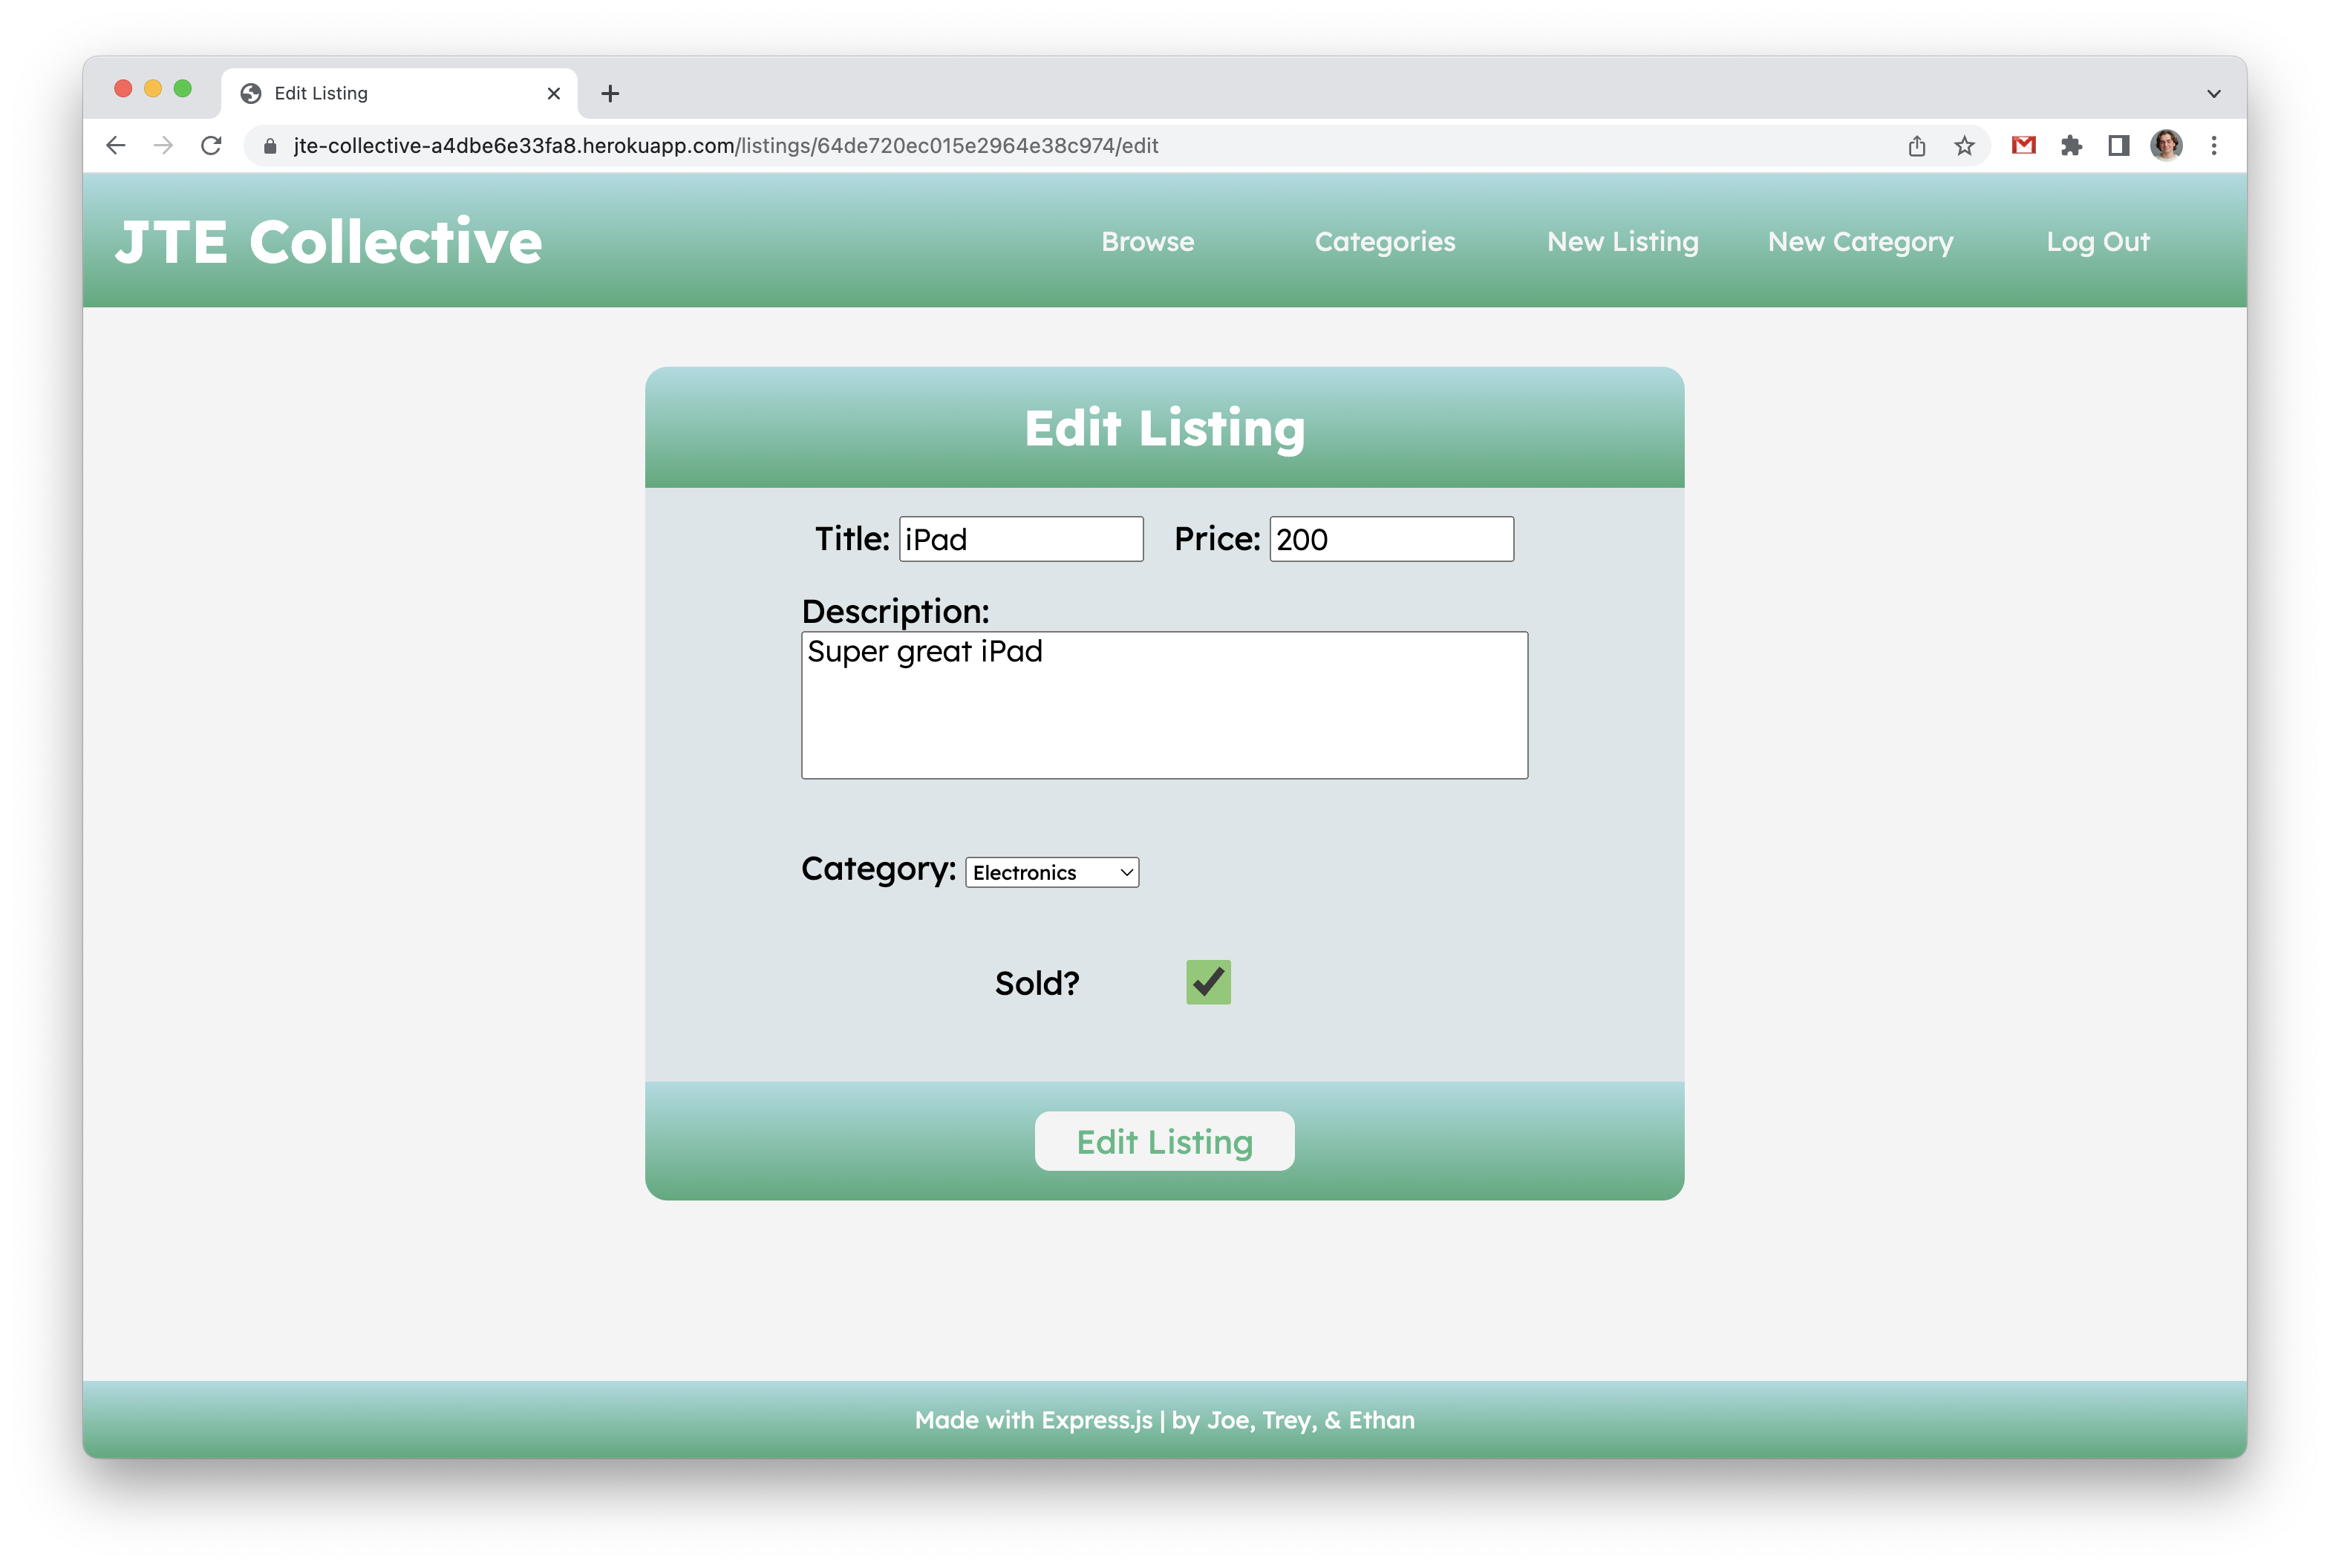 Edit Listing
jte-collective-a4dbe6e33fa8.herokuapp.com/listings/64de720ec015e2964e38c974/edit
JTE Collective Browse Categories New Listing New Category Log Out
Edit Listing
Title: iPad Price: 200
Description:
Super great iPad
Category: Electronics
Sold?
Edit Listing
Made with Express.js | by Joe, Trey, & Ethan